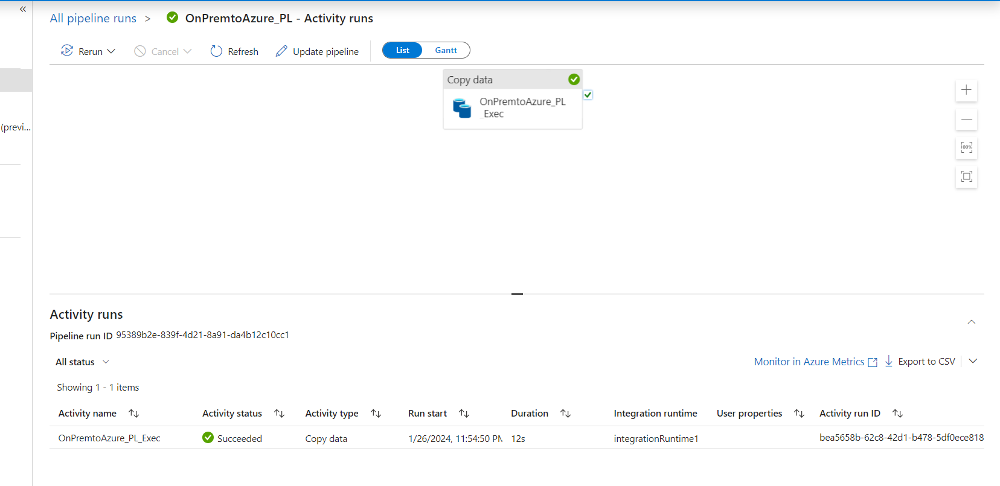 «
All pipeline runs > OnPremtoAzure_PL - Activity runs
Rerun Cancel Refresh Update pipeline List Gantt
Copy data
OnPremtoAzure_PL
_Exec
100%
(previ...
Activity runs
Pipeline run ID 95389b2e-839f-4d21-8a91-da4b12c10cc1
All status
Monitor in Azure Metrics Export to CSV
Showing 1 - 1 items
Activity name Activity status Activity type Run start Duration Integration runtime User properties Activity run ID
OnPremtoAzure_PL_Exec Succeeded Copy data 1/26/2024, 11:54:50 PM 12s integrationRuntime1 bea5658b-62c8-42d1-b478-5df0ece818